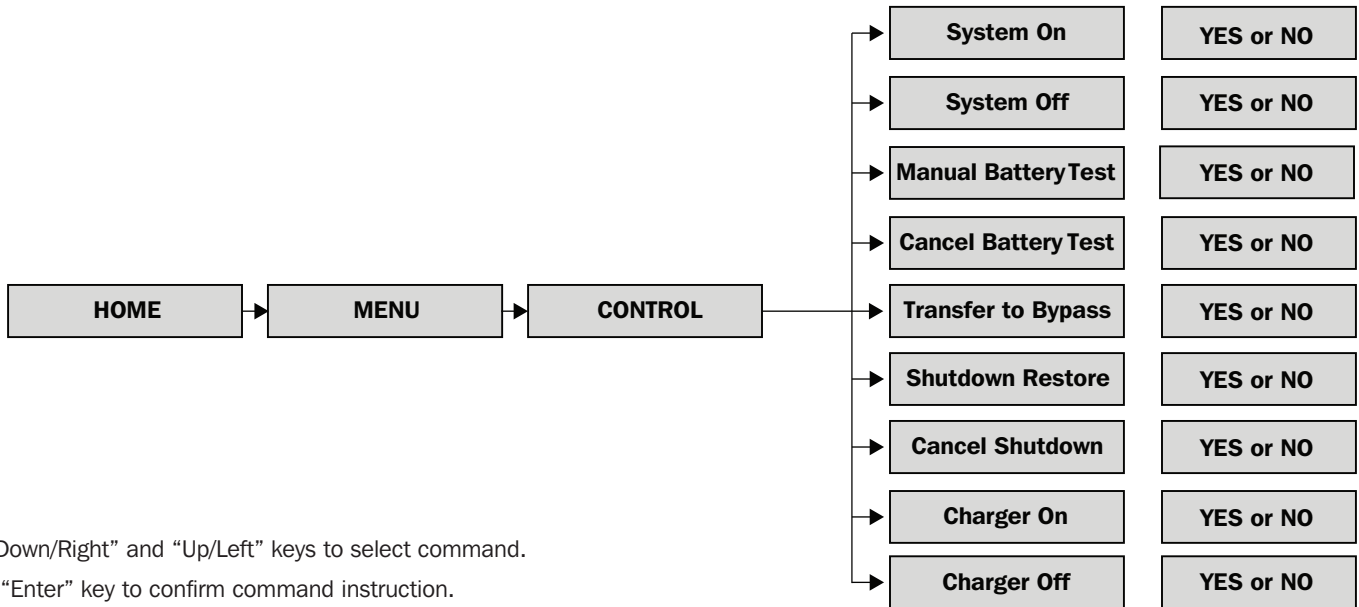 System On YES or NO
System Off YES or NO
Manual Battery Test YES or NO
Cancel Battery Test YES or NO
HOME MENU CONTROL Transfer to Bypass YES or NO
Shutdown Restore YES or NO
Cancel Shutdown YES or NO
Charger On YES or NO
Down/Right” and “Up/Left” keys to select command.
“Enter” key to confirm command instruction.
Charger Off YES or NO